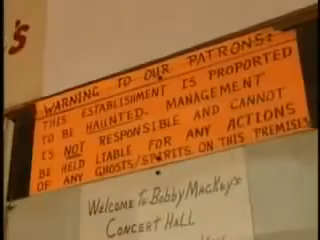 's
WARNING TO OUR PATRONS:
THIS ESTABLISHMENT IS PROPORTED
TO BE HAUNTED. MANAGEMENT
IS NOT RESPONSIBLE AND CANNOT
BE HELD LIABLE FOR ANY ACTIONS
OF ANY GHOSTS/SPIRITS ON THIS PREMISES
Welcome To Bobby Mackey's
CONCERT HALL